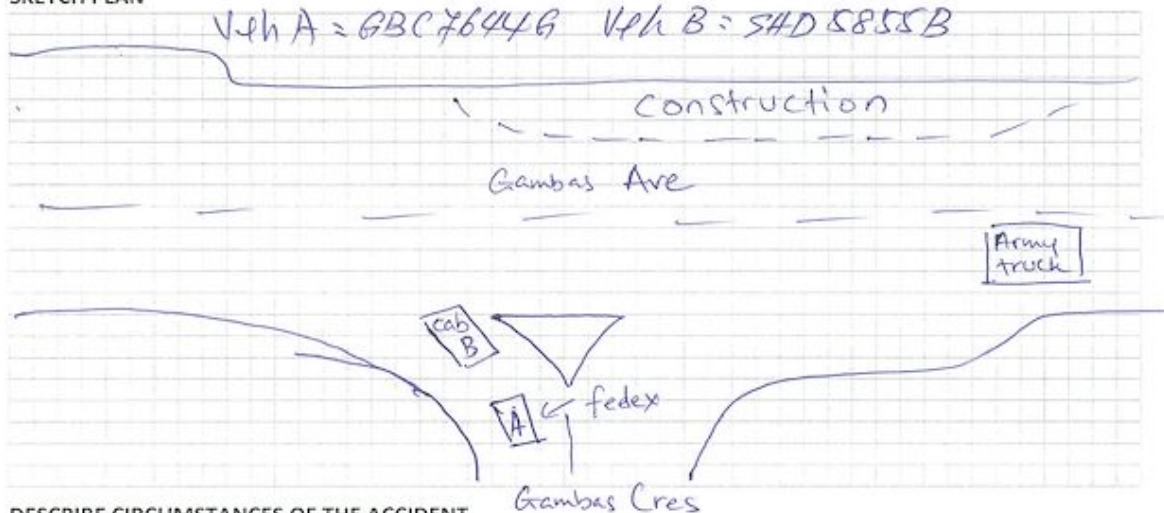 SKETCH PLAN
Veh A = GBC7644G Veh B = SHD5855B
Construction
Gambas Ave
Army
truck
cab
B
A
fedex
Gambas Cres
DESCRIBE CIRCUMSTANCES OF THE ACCIDENT